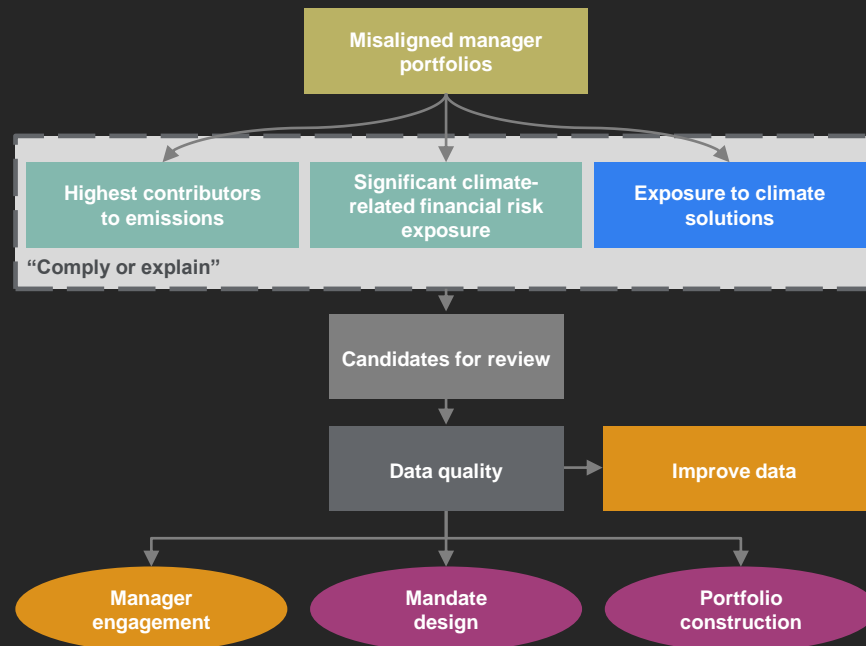 Misaligned manager
portfolios
Highest contributors
to emissions
Significant climate-
related financial risk
exposure
Exposure to climate
solutions
“Comply or explain”
Candidates for review
Data quality
Improve data
Manager
engagement
Mandate
design
Portfolio
construction